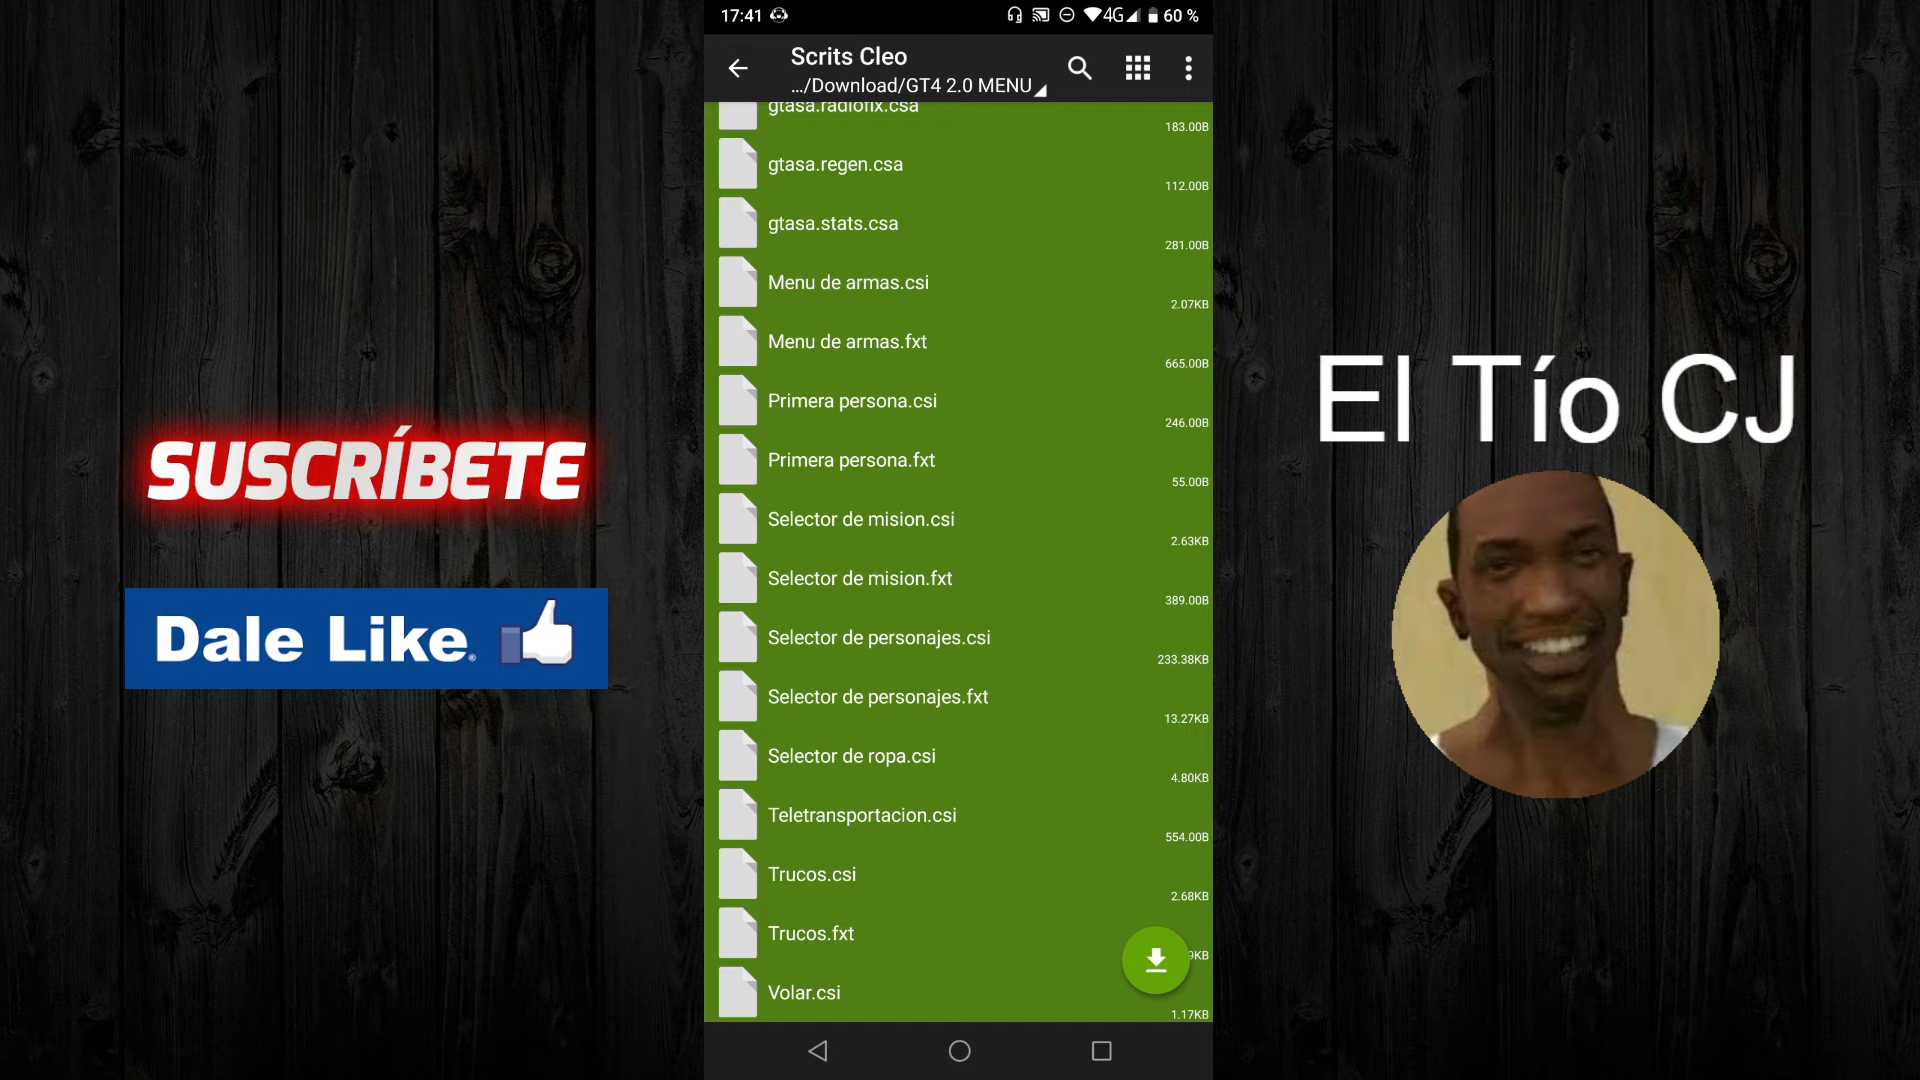 17:41
4G
60 %
Scrits Cleo
.../Download/GT4 2.0 MENU
gtasa.radiofix.csa
183.00B
gtasa.regen.csa
112.00B
gtasa.stats.csa
281.00B
Menu de armas.csi
2.07KB
Menu de armas.fxt
665.00B
Primera persona.csi
246.00B
Primera persona.fxt
55.00B
Selector de mision.csi
2.63KB
Selector de mision.fxt
389.00B
Selector de personajes.csi
233.38KB
Selector de personajes.fxt
13.27KB
Selector de ropa.csi
4.80KB
Teletransportacion.csi
554.00B
Trucos.csi
2.68KB
Trucos.fxt
Volar.csi
1.17KB
SUSCRÍBETE
Dale Like
El Tío CJ